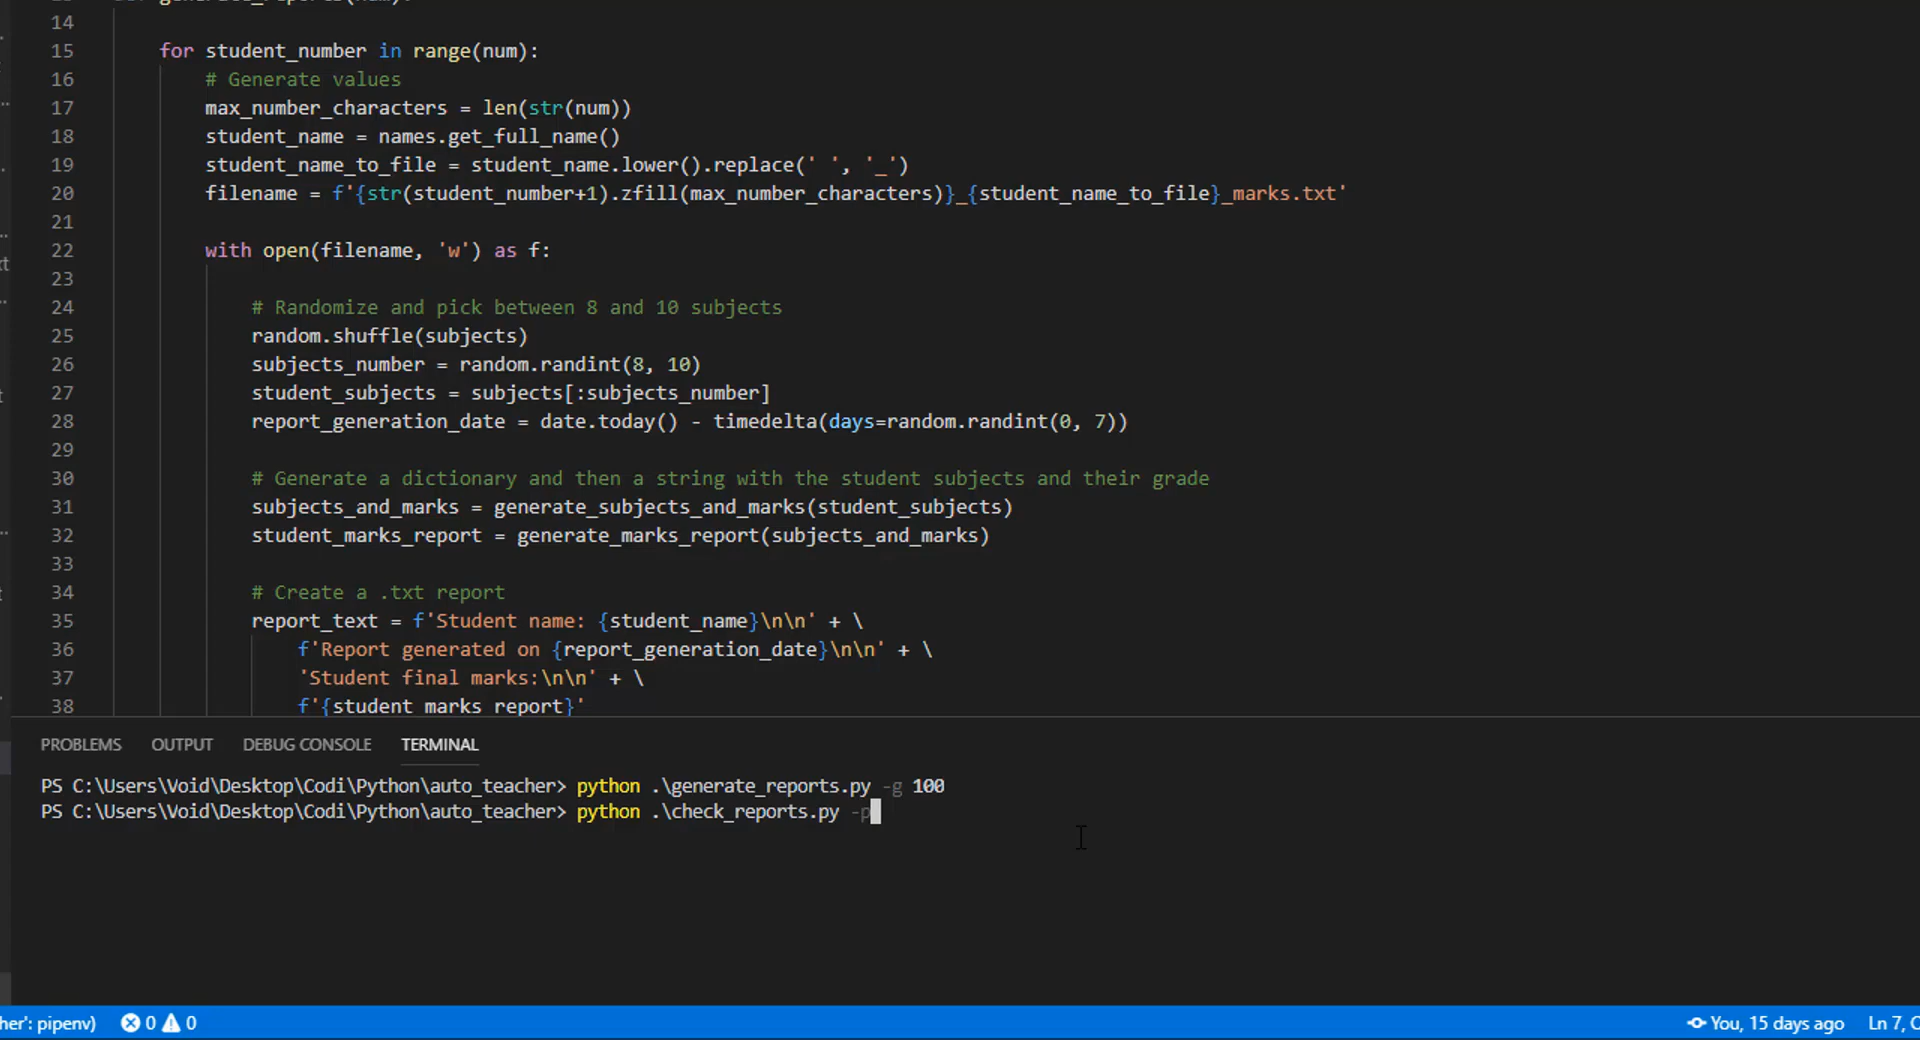 14
15 for student_number in range(num):
16 # Generate values
17 max_number_characters = len(str(num))
18 student_name = names.get_full_name()
19 student_name_to_file = student_name.lower().replace(' ', '_')
20 filename = f'{str(student_number+1).zfill(max_number_characters)}_{student_name_to_file}_marks.txt'
21
22 with open(filename, 'w') as f:
23
24 # Randomize and pick between 8 and 10 subjects
25 random.shuffle(subjects)
26 subjects_number = random.randint(8, 10)
27 student_subjects = subjects[:subjects_number]
28 report_generation_date = date.today() - timedelta(days=random.randint(0, 7))
29
30 # Generate a dictionary and then a string with the student subjects and their grade
31 subjects_and_marks = generate_subjects_and_marks(student_subjects)
32 student_marks_report = generate_marks_report(subjects_and_marks)
33
34 # Create a .txt report
35 report_text = f'Student name: {student_name}\n\n' + \
36 f'Report generated on {report_generation_date}\n\n' + \
37 'Student final marks:\n\n' + \
38 f'{student_marks_report}'
PROBLEMS OUTPUT DEBUG CONSOLE TERMINAL
PS C:\Users\Void\Desktop\Codi\Python\auto_teacher> python .\generate_reports.py -g 100
PS C:\Users\Void\Desktop\Codi\Python\auto_teacher> python .\check_reports.py -p
her': pipenv) 0 0 You, 15 days ago Ln 7, C